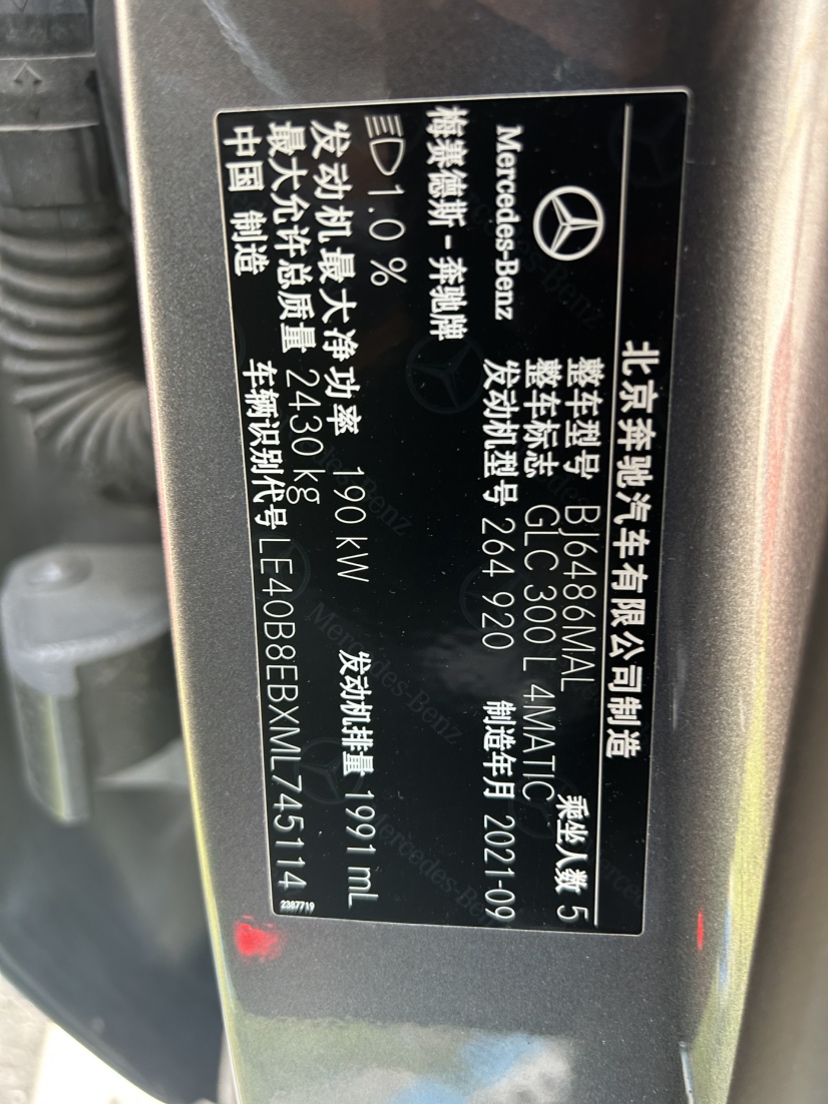 北京奔驰汽车有限公司制造
整车型号 BJ6486MAL 乘坐人数 5
整车标志 GLC 300 L 4MATIC
Mercedes-Benz 发动机型号 264 920 制造年月 2021-09
梅赛德斯-奔驰牌
1.0 %
发动机最大净功率 190 kW 发动机排量 1991 mL
最大允许总质量 2430 kg
中国 制造 车辆识别代号 LE40B8EBXML745114
2387719